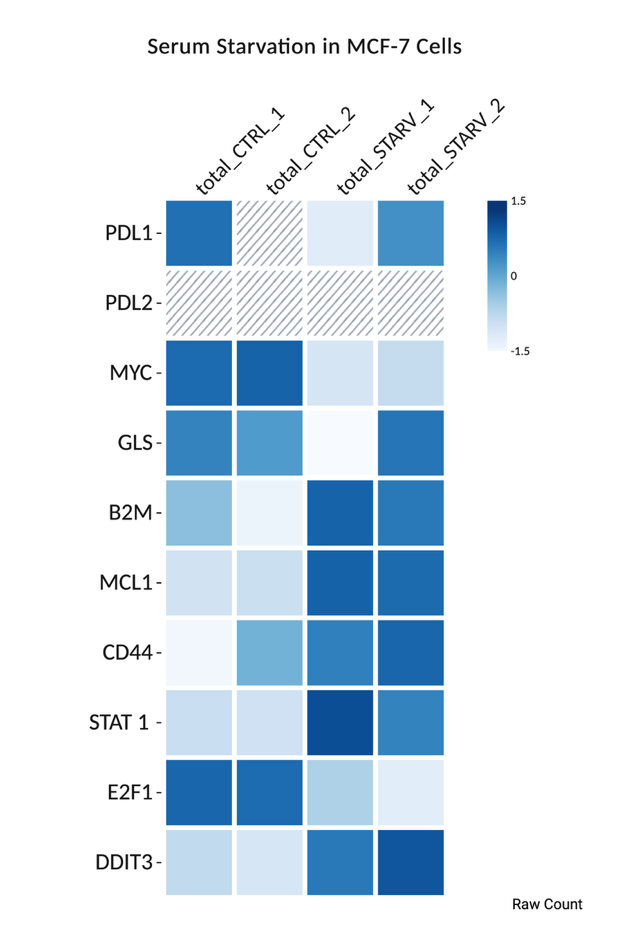 Serum Starvation in MCF-7 Cells
total_CTRL_1
total_CTRL_2
total_STARV_1
total_STARV_2
1.5
0
-1.5
PDL1
PDL2
MYC
GLS
B2M
MCL1
CD44
STAT 1
E2F1
DDIT3
Raw Count